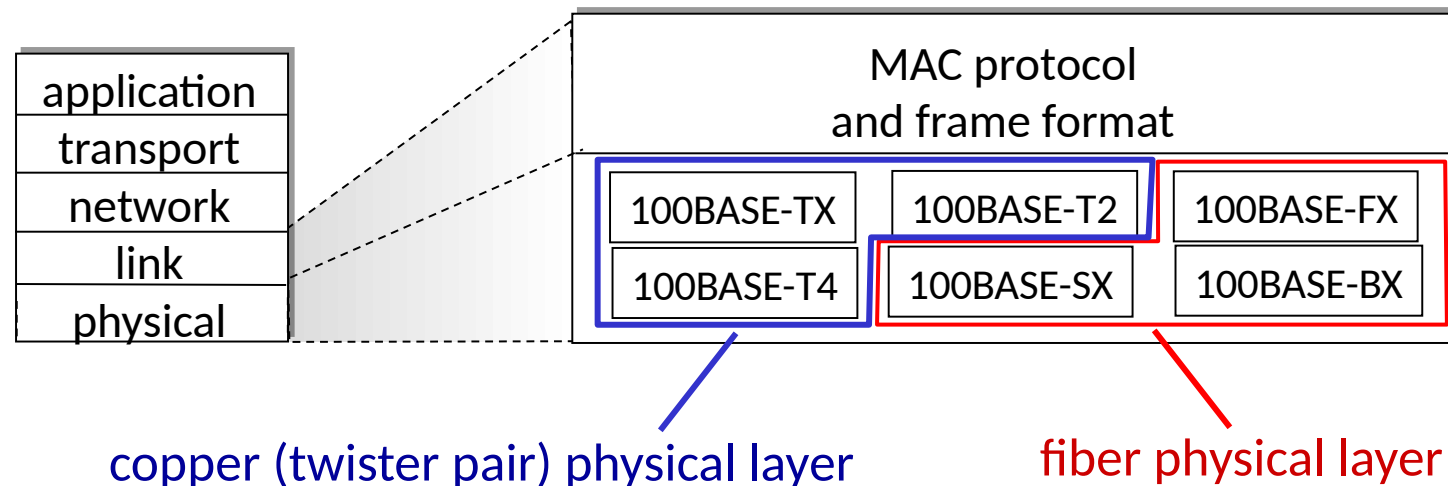 application
transport
network
link
physical
MAC protocol
and frame format
100BASE-TX
100BASE-T2
100BASE-FX
100BASE-T4
100BASE-SX
100BASE-BX
copper (twister pair) physical layer
fiber physical layer